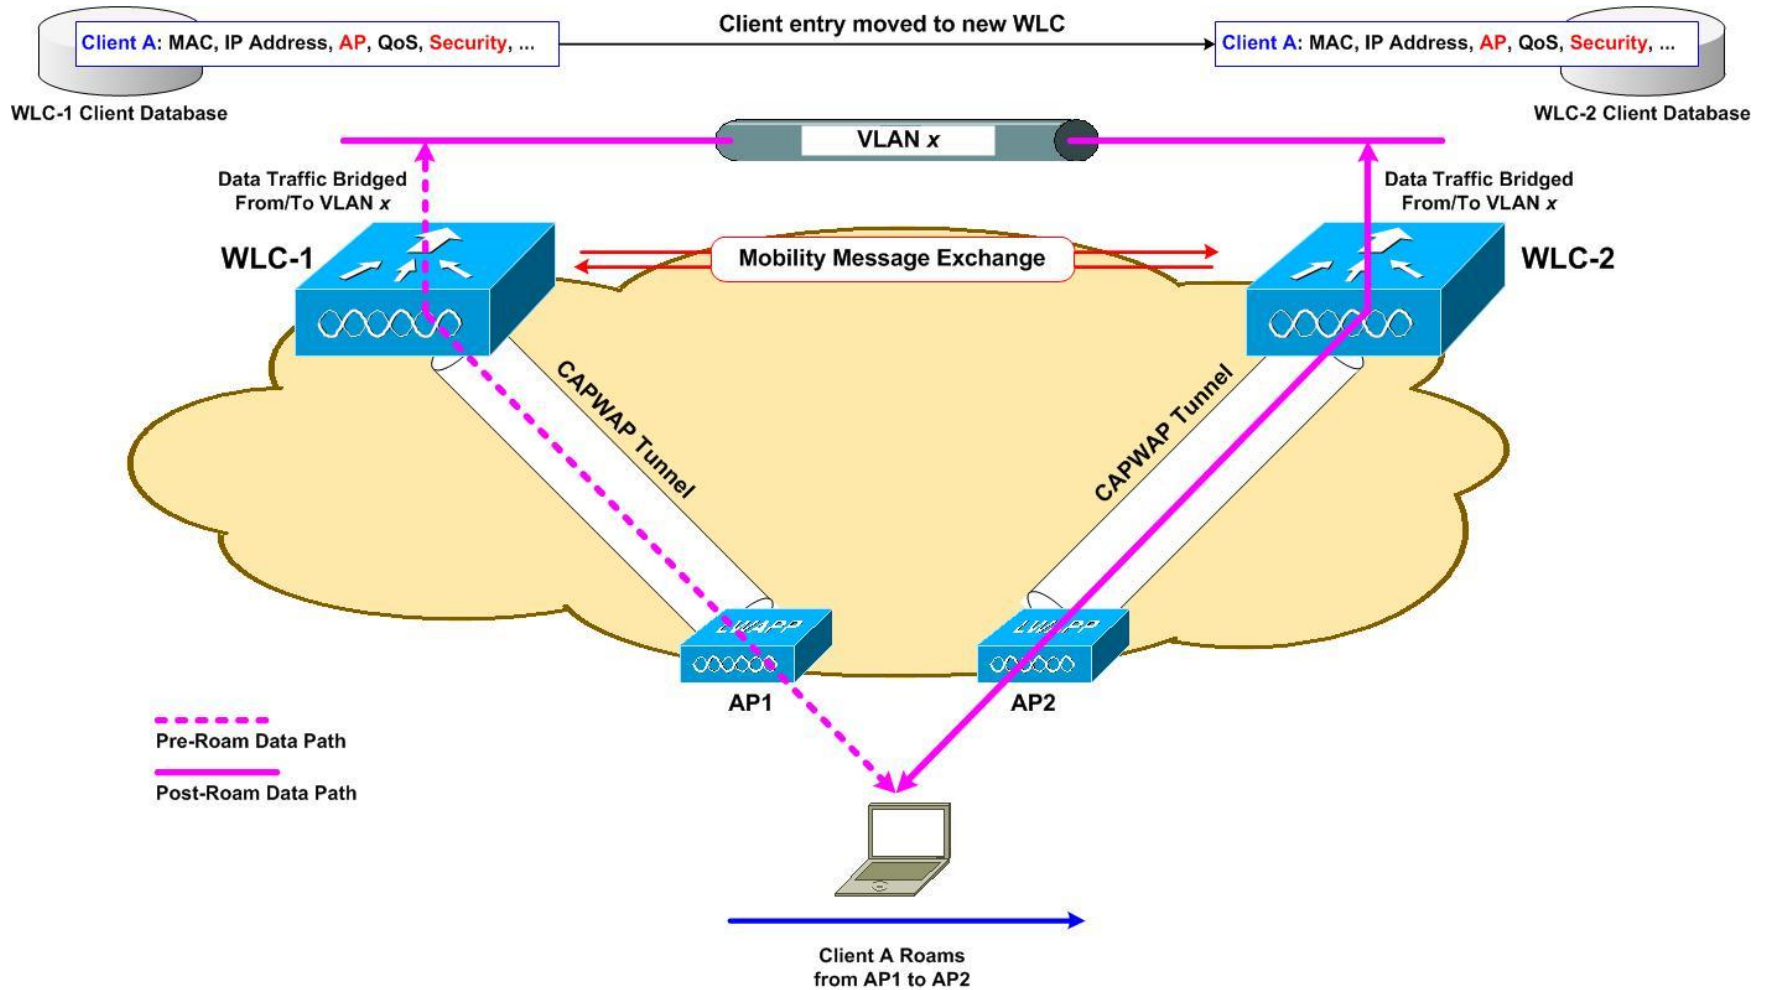 Client entry moved to new WLC
Client A: MAC, IP Address, AP, QoS, Security, ...
Client A: MAC, IP Address, AP, QoS, Security, ...
WLC-1 Client Database
WLC-2 Client Database
VLAN x
Data Traffic Bridged
From/To VLAN x
Data Traffic Bridged
From/To VLAN x
WLC-1
Mobility Message Exchange
WLC-2
CAPWAP Tunnel
CAPWAP Tunnel
LWAPP
LWAPP
AP1
AP2
Pre-Roam Data Path
Post-Roam Data Path
Client A Roams
from AP1 to AP2